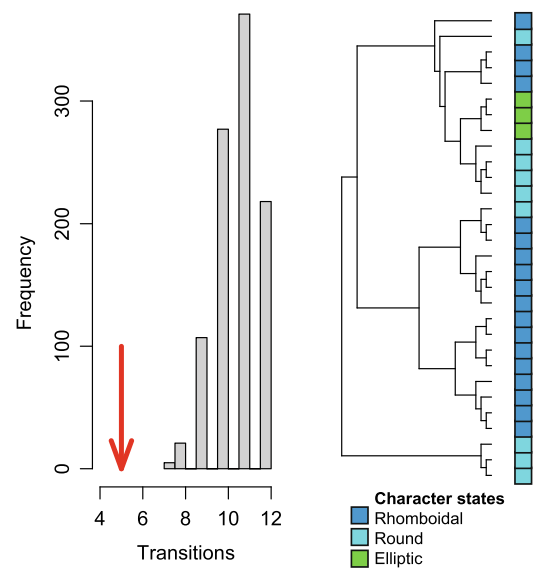 Frequency
0
100
200
300
4 6 8 10 12
Transitions
Character states
Rhomboidal
Round
Elliptic